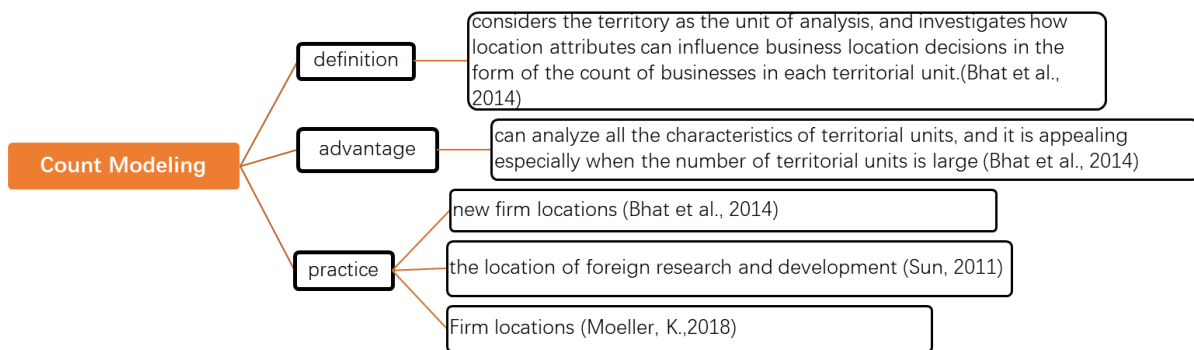 Count Modeling
definition
considers the territory as the unit of analysis, and investigates how
location attributes can influence business location decisions in the
form of the count of businesses in each territorial unit.(Bhat et al.,
2014)
advantage
can analyze all the characteristics of territorial units, and it is appealing
especially when the number of territorial units is large (Bhat et al., 2014)
practice
new firm locations (Bhat et al., 2014)
the location of foreign research and development (Sun, 2011)
Firm locations (Moeller, K.,2018)